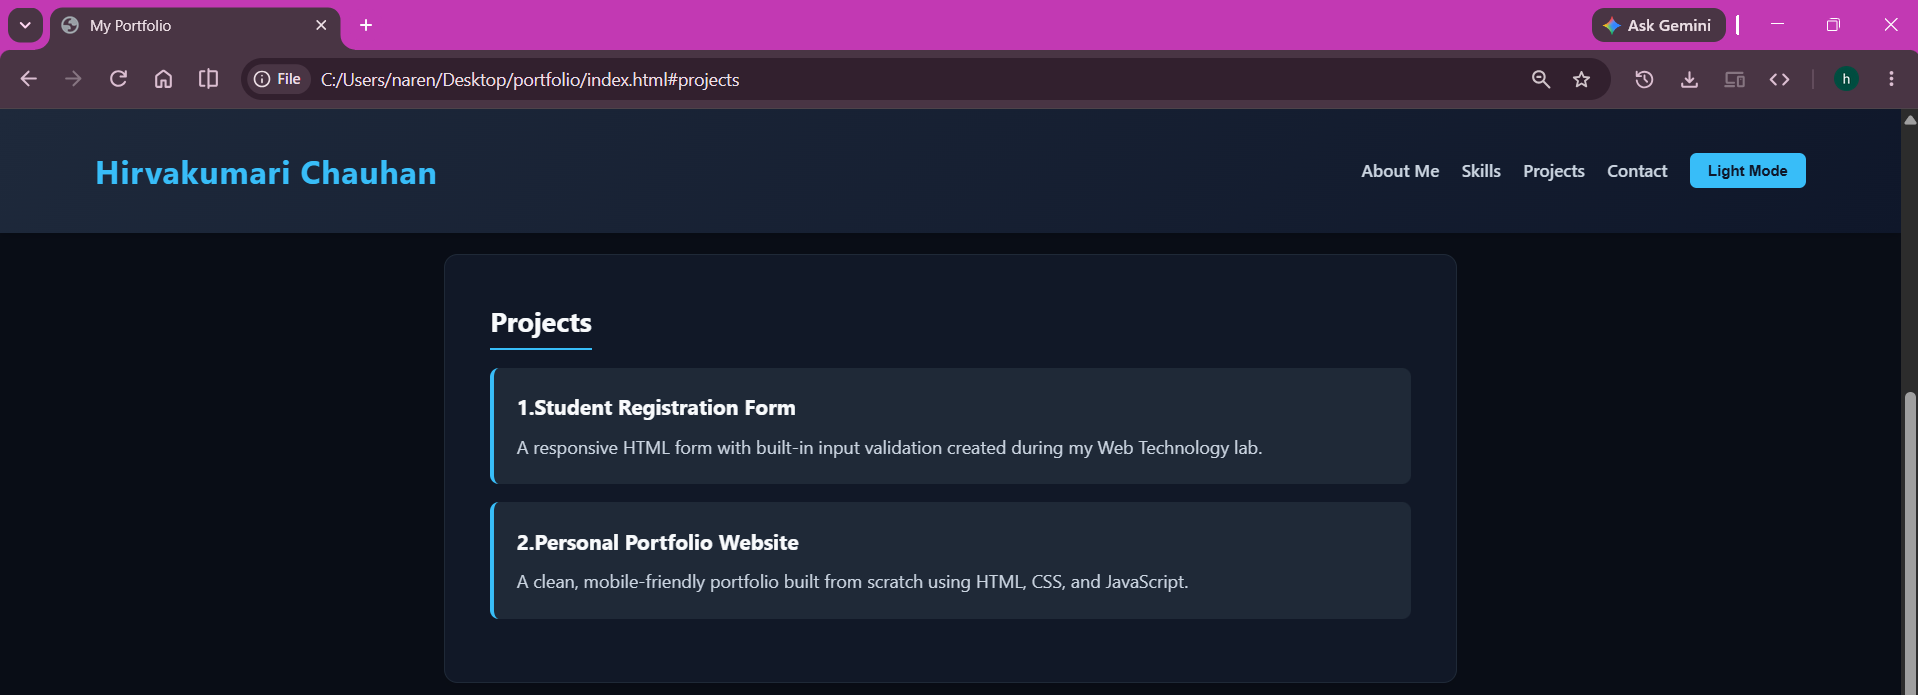 My Portfolio
Ask Gemini
File C:/Users/naren/Desktop/portfolio/index.html#projects
h
Hirvakumari Chauhan
About Me Skills Projects Contact Light Mode
Projects
1.Student Registration Form
A responsive HTML form with built-in input validation created during my Web Technology lab.
2.Personal Portfolio Website
A clean, mobile-friendly portfolio built from scratch using HTML, CSS, and JavaScript.